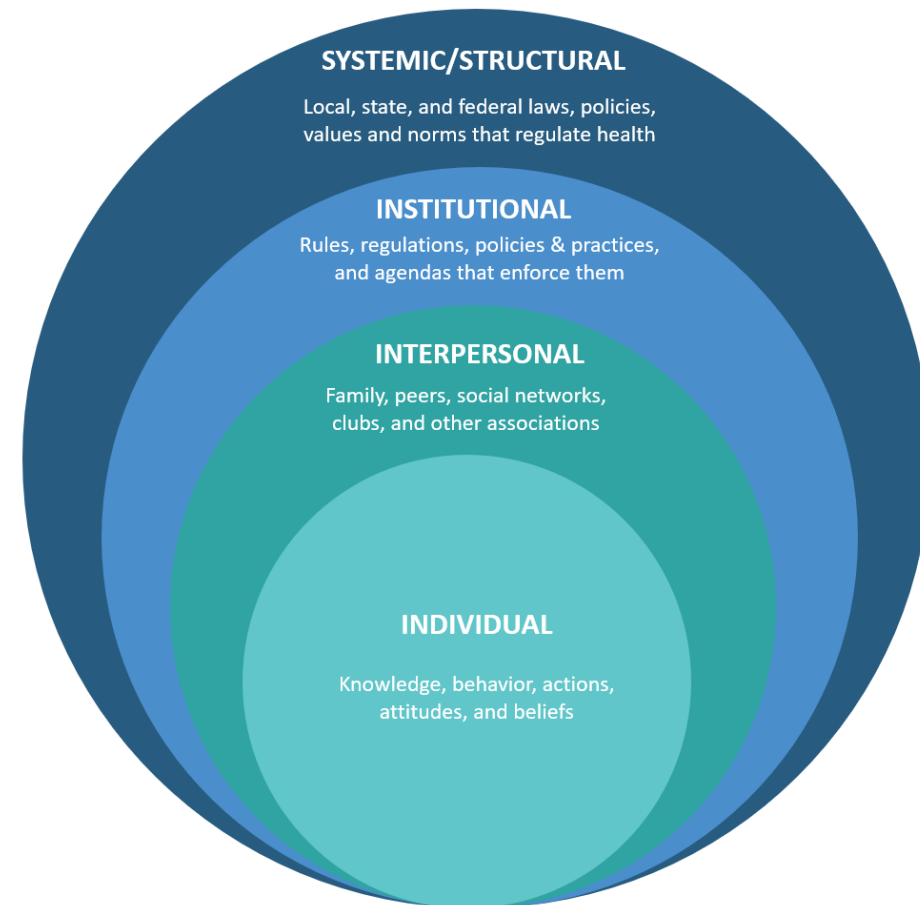 SYSTEMIC/STRUCTURAL
Local, state, and federal laws, policies,
values and norms that regulate health
INSTITUTIONAL
Rules, regulations, policies & practices,
and agendas that enforce them
INTERPERSONAL
Family, peers, social networks,
clubs, and other associations
INDIVIDUAL
Knowledge, behavior, actions,
attitudes, and beliefs